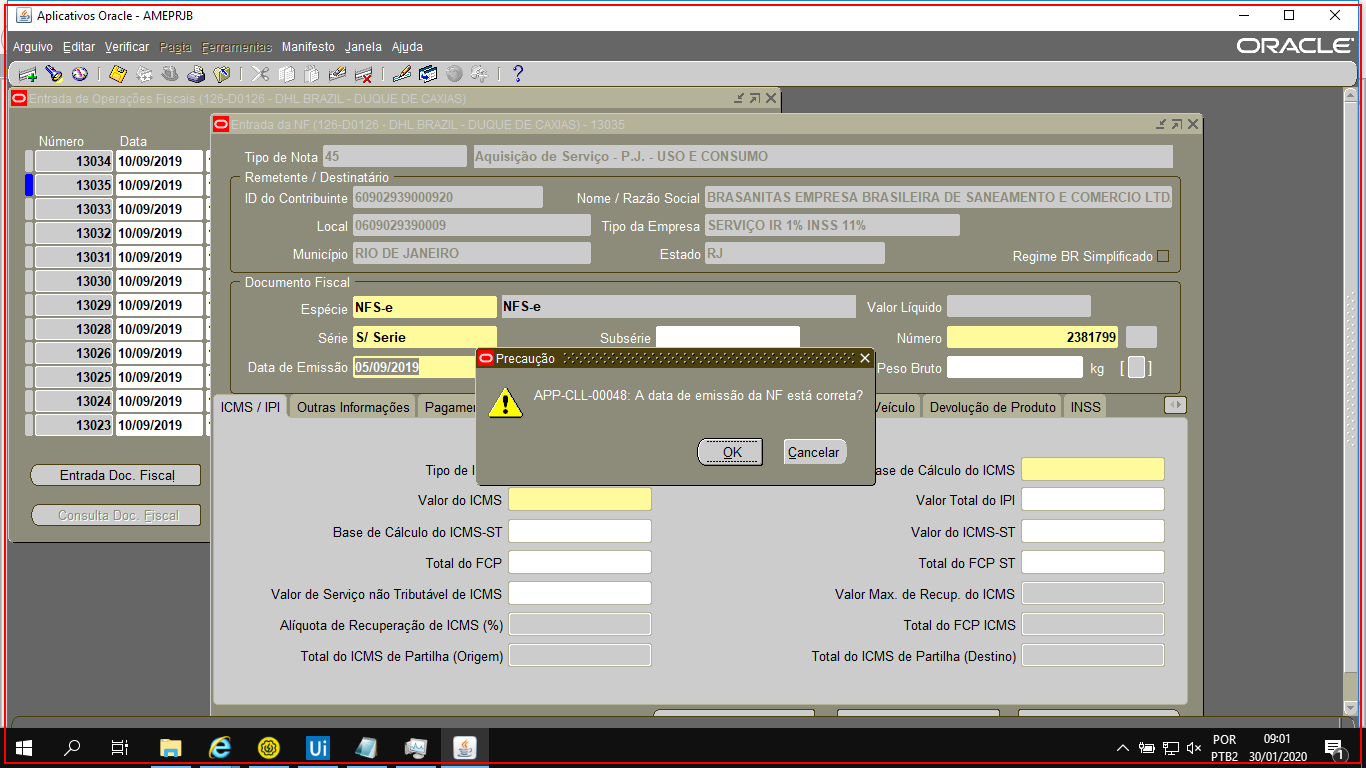 Aplicativos Oracle - AMEPRJB
Arquivo Editar Verificar Pasta Ferramentas Manifesto Janela Ajuda
ORACLE
Entrada de Operações Fiscais (126-D0126 - DHL BRAZIL - DUQUE DE CAXIAS)
Número Data
13034 10/09/2019
13035 10/09/2019
13033 10/09/2019
13032 10/09/2019
13031 10/09/2019
13030 10/09/2019
13029 10/09/2019
13028 10/09/2019
13026 10/09/2019
13025 10/09/2019
13024 10/09/2019
13023 10/09/2019
Entrada Doc. Fiscal
Consulta Doc. Fiscal
Entrada da NF (126-D0126 - DHL BRAZIL - DUQUE DE CAXIAS) - 13035
Tipo de Nota 45 Aquisição de Serviço - P.J. - USO E CONSUMO
Remetente / Destinatário
ID do Contribuinte 60902939000920 Nome / Razão Social BRASANITAS EMPRESA BRASILEIRA DE SANEAMENTO E COMERCIO LTD.
Local 0609029390009 Tipo da Empresa SERVIÇO IR 1% INSS 11%
Município RIO DE JANEIRO Estado RJ Regime BR Simplificado
Documento Fiscal
Espécie NFS-e NFS-e Valor Líquido
Série S/ Serie Subsérie Número 2381799
Data de Emissão 05/09/2019 Peso Bruto kg [ ]
Precaução
APP-CLL-00048: A data de emissão da NF está correta?
OK Cancelar
ICMS / IPI Outras Informações Pagamen Veículo Devolução de Produto INSS
Tipo de I ase de Cálculo do ICMS
Valor do ICMS Valor Total do IPI
Base de Cálculo do ICMS-ST Valor do ICMS-ST
Total do FCP Total do FCP ST
Valor de Serviço não Tributável de ICMS Valor Max. de Recup. do ICMS
Alíquota de Recuperação de ICMS (%) Total do FCP ICMS
Total do ICMS de Partilha (Origem) Total do ICMS de Partilha (Destino)
Ui
POR 09:01
PTB2 30/01/2020
1